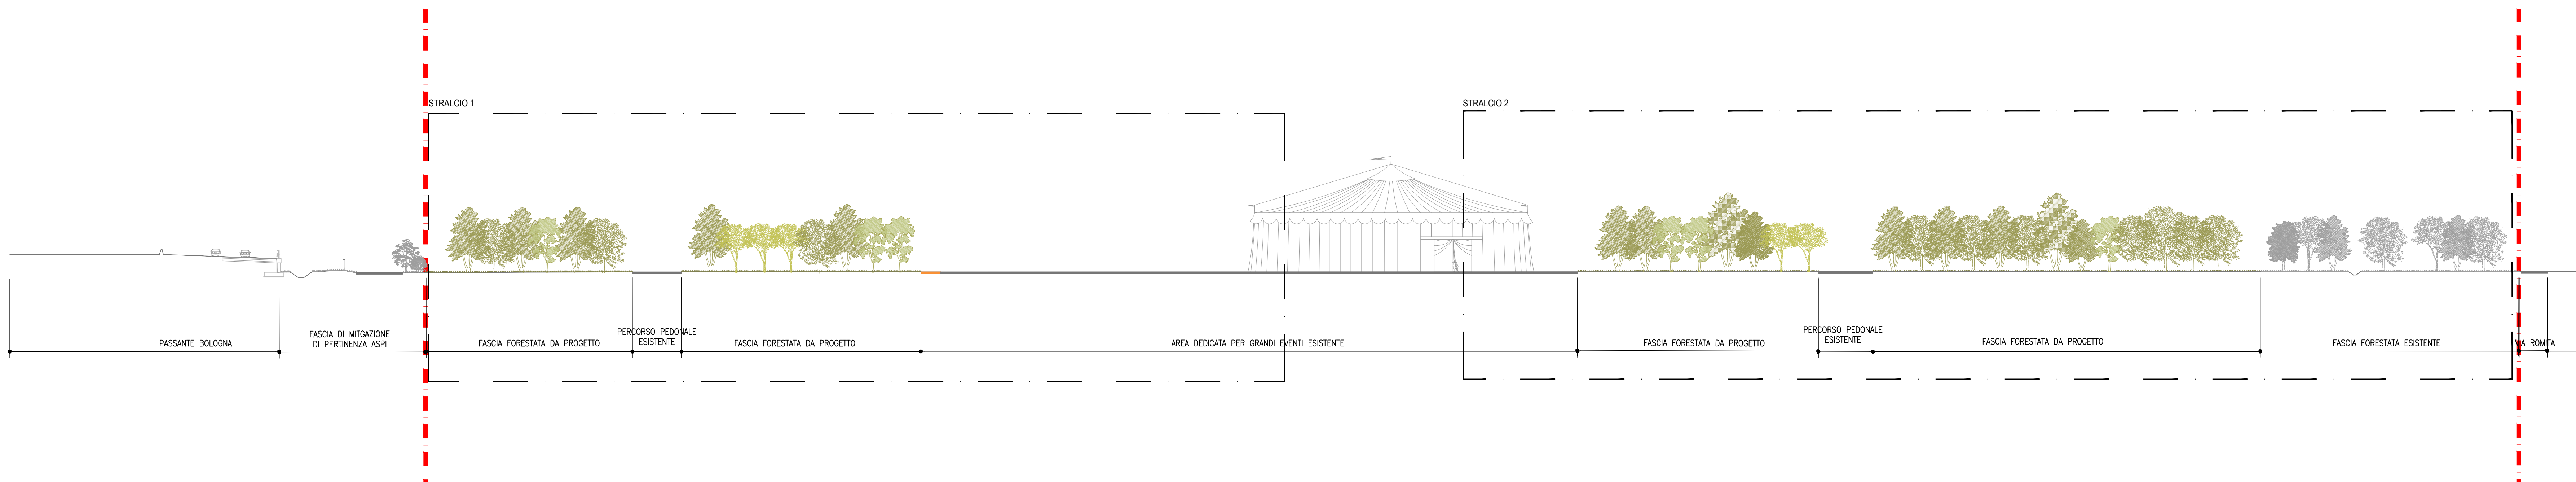 STRALCIO 1
STRALCIO 2
PASSANTE BOLOGNA
FASCIA DI MITGAZIONE
DI PERTINENZA ASPI
FASCIA FORESTATA DA PROGETTO
PERCORSO PEDONALE
ESISTENTE
FASCIA FORESTATA DA PROGETTO
AREA DEDICATA PER GRANDI EVENTI ESISTENTE
FASCIA FORESTATA DA PROGETTO
PERCORSO PEDONALE
ESISTENTE
FASCIA FORESTATA DA PROGETTO
FASCIA FORESTATA ESISTENTE
VIA ROMITA